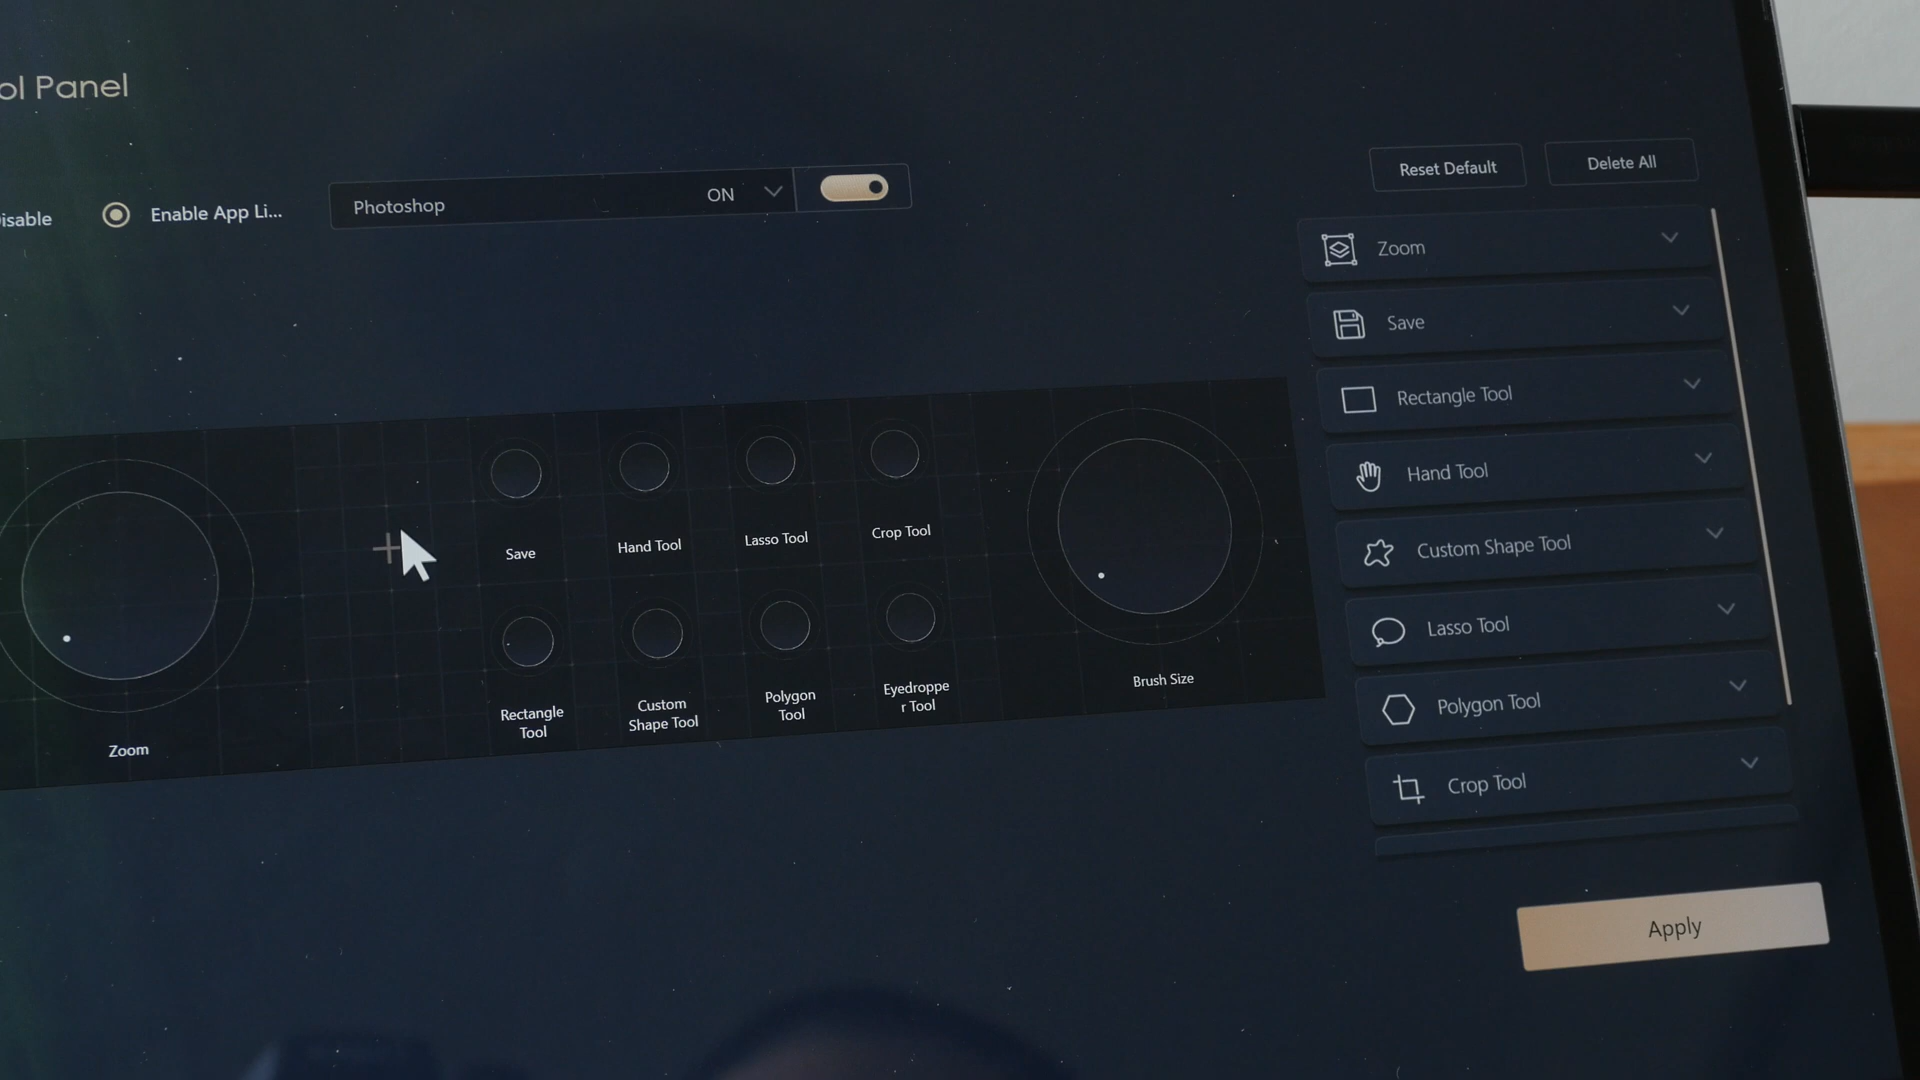 ol Panel
isable
Enable App Li...
Photoshop
ON
Reset Default
Delete All
Zoom
Save
Rectangle Tool
Hand Tool
Custom Shape Tool
Lasso Tool
Polygon Tool
Crop Tool
Zoom
Save
Hand Tool
Lasso Tool
Crop Tool
Rectangle
Tool
Custom
Shape Tool
Polygon
Tool
Eyedroppe
r Tool
Brush Size
Apply